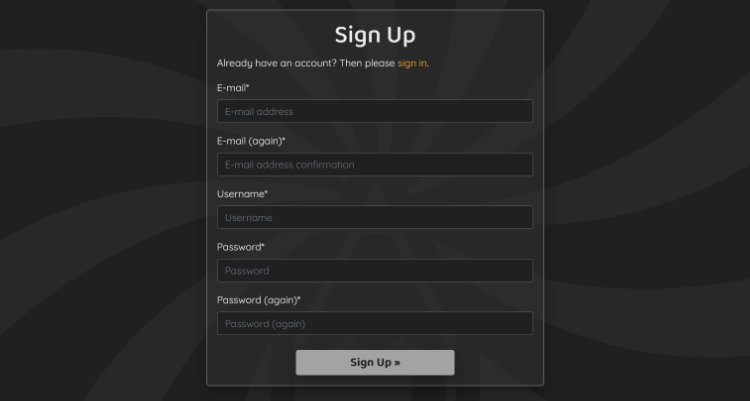 Sign Up
Already have an account? Then please sign in.
E-mail*
E-mail address
E-mail (again)*
E-mail address confirmation
Username*
Username
Password*
Password
Password (again)*
Password (again)
Sign Up »